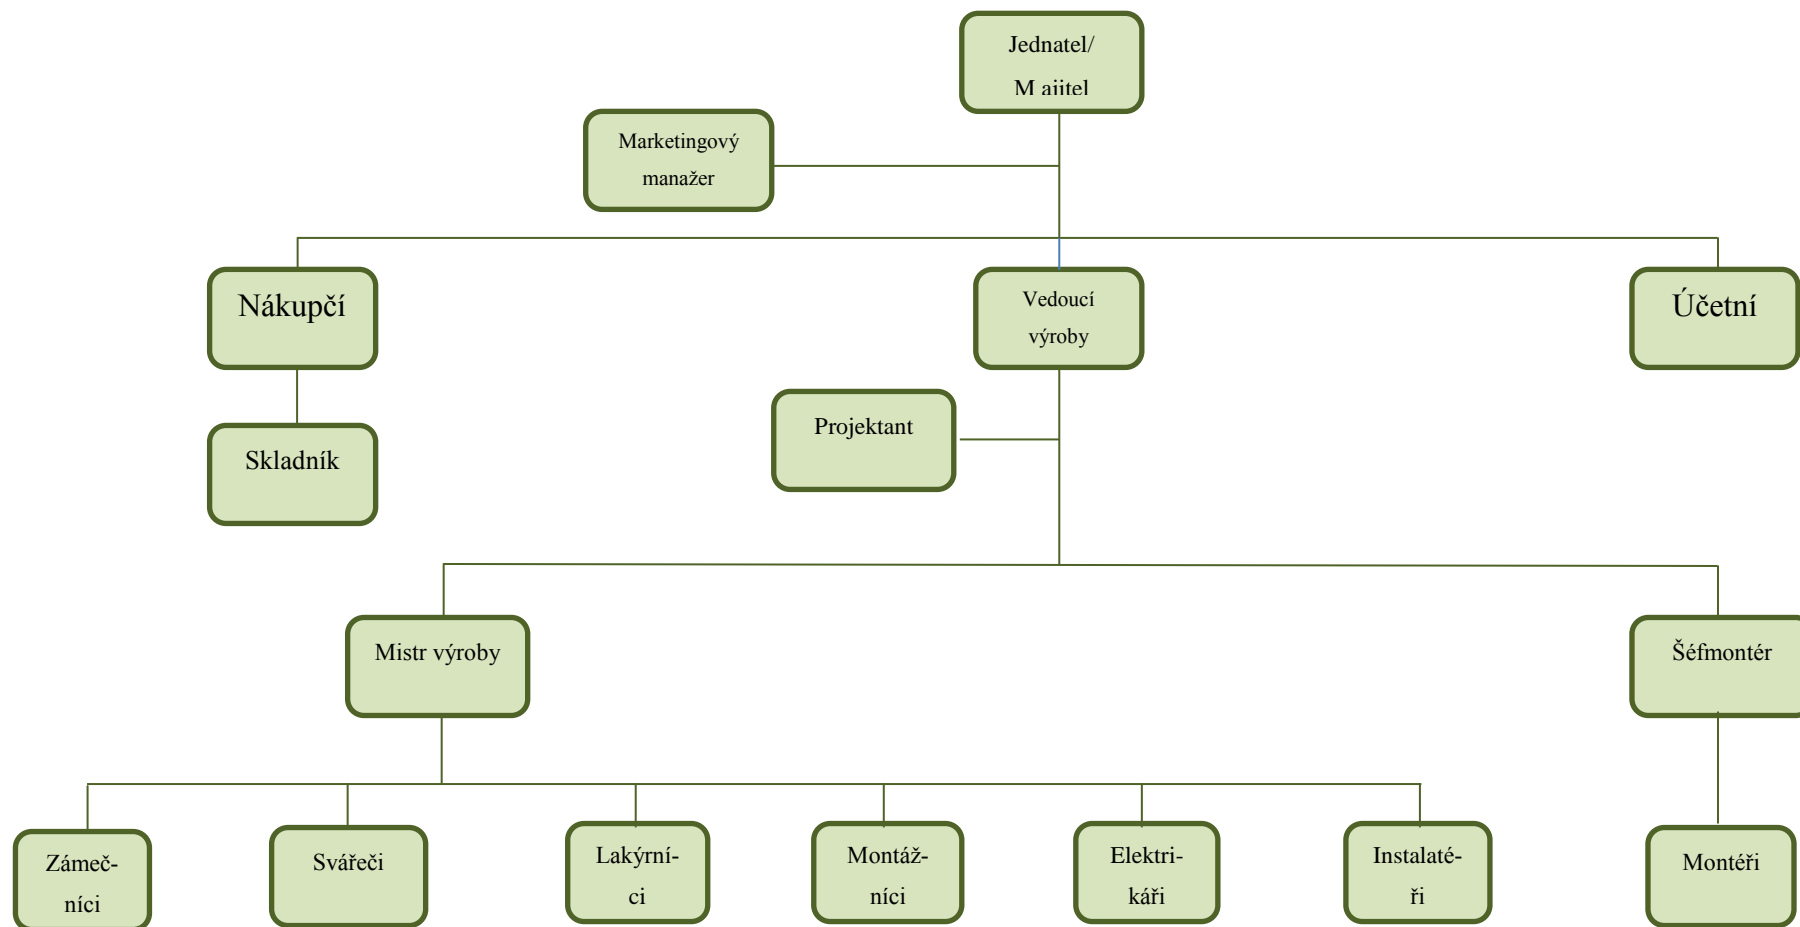 Jednatel/
M ajitel
Marketingový
manažer
Nákupčí
Vedoucí
výroby
Účetní
Projektant
Skladník
Mistr výroby
Šéfmontér
Zámeč-
níci
Svářeči
Lakýrní-
ci
Montáž-
níci
Elektri-
káři
Instalaté-
ři
Montéři